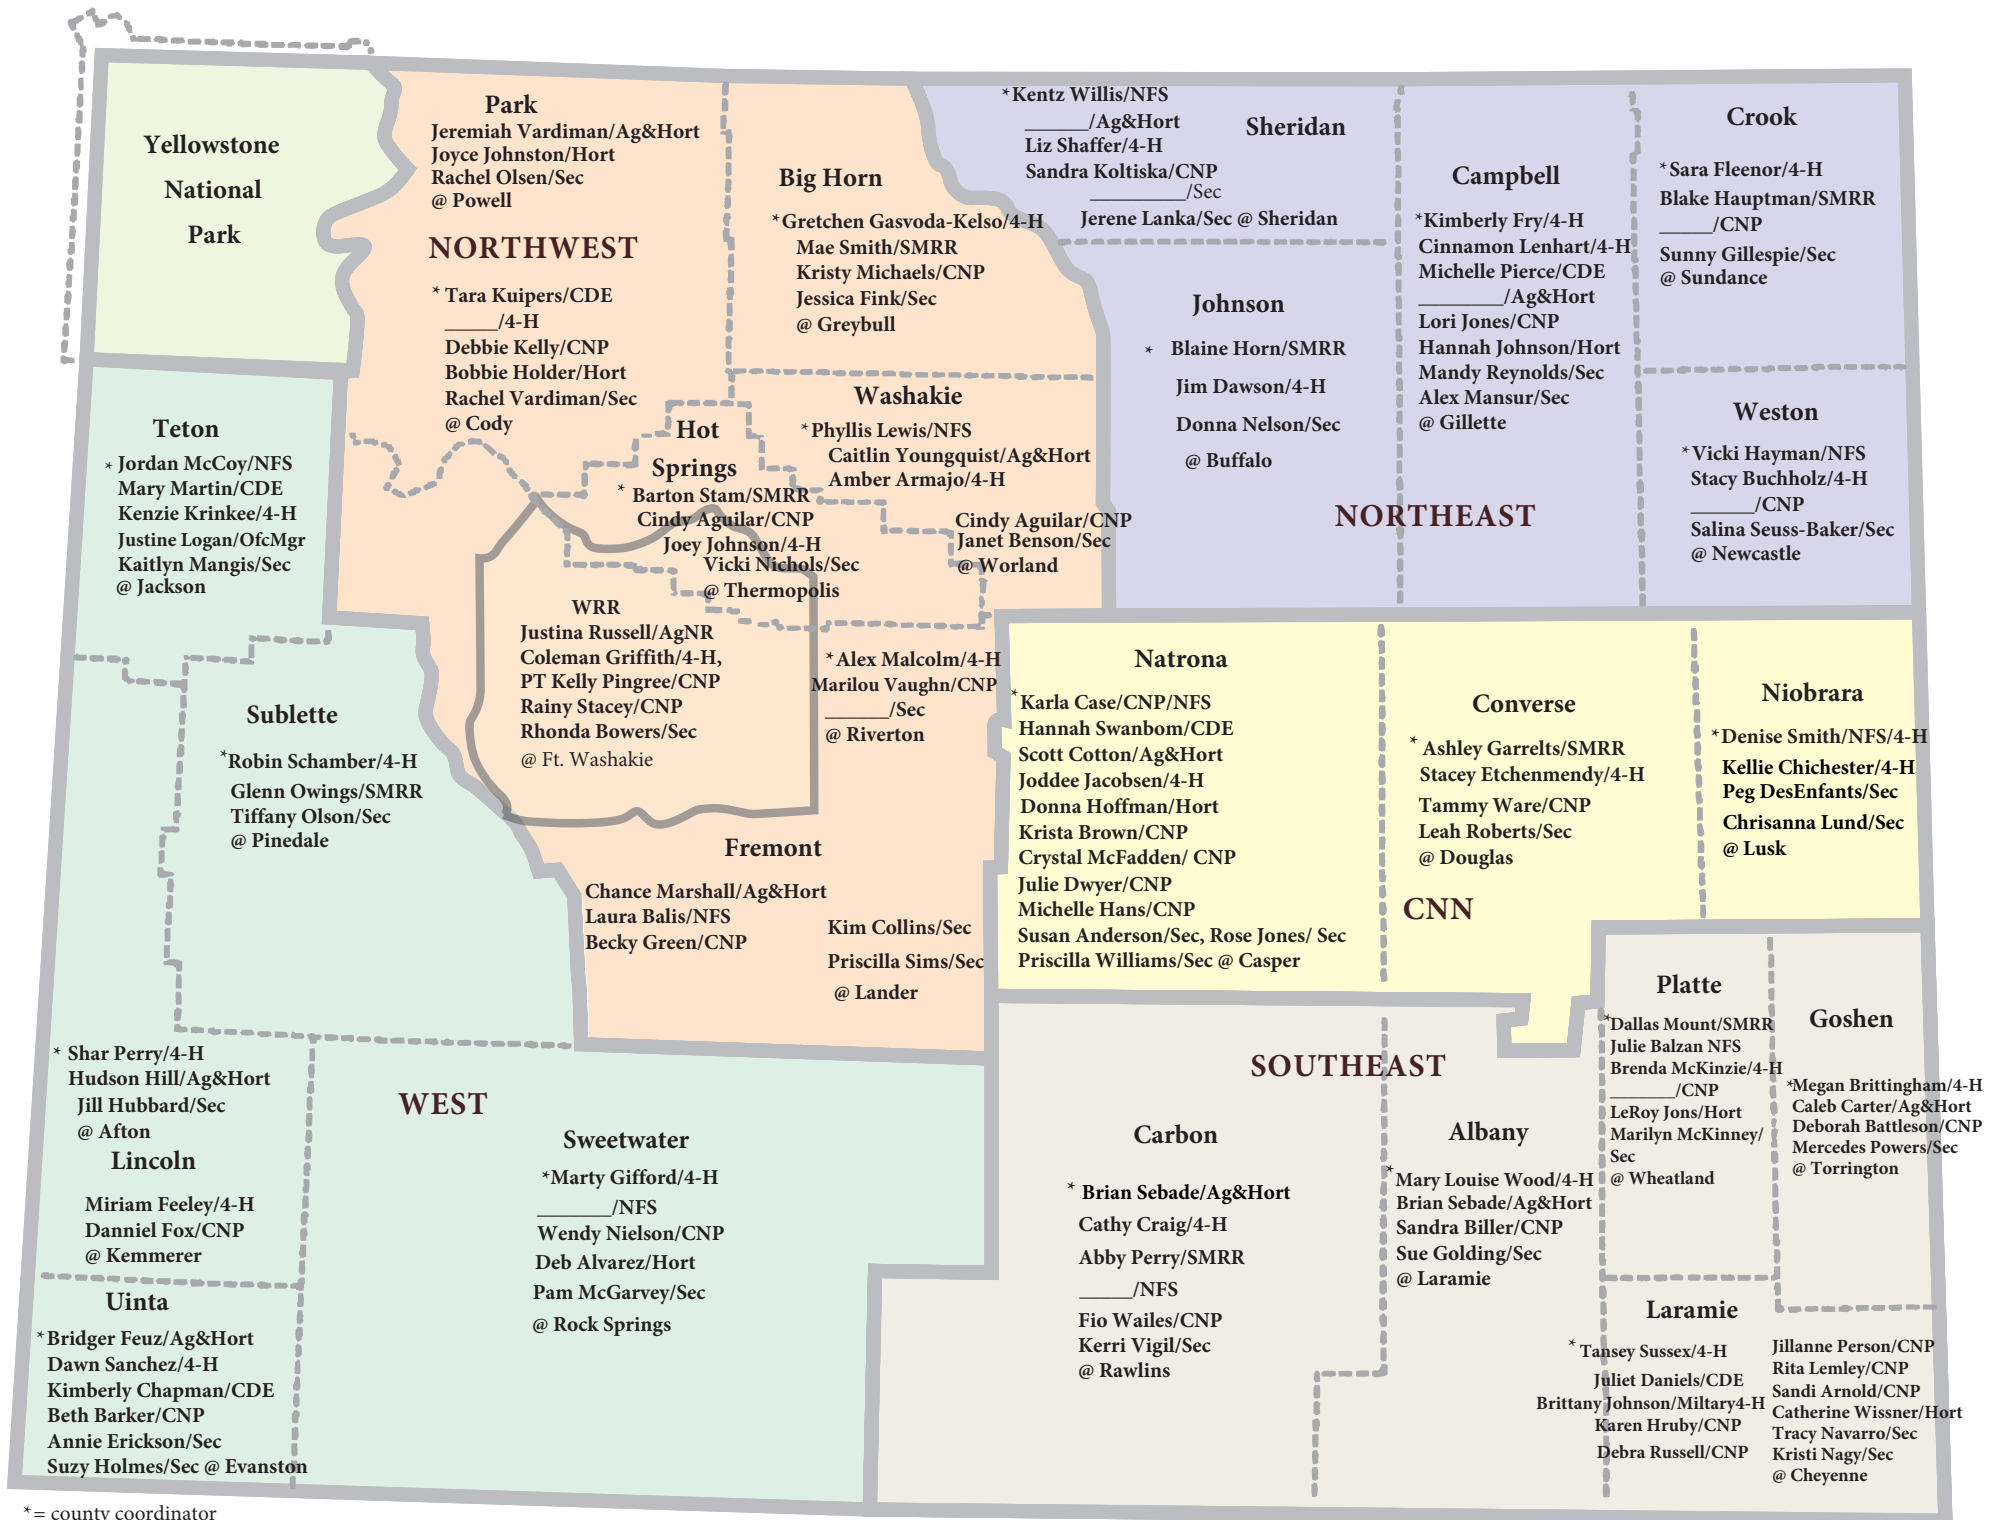 Yellowstone
National
Park
Park
Jeremiah Vardiman/Ag&Hort
Joyce Johnston/Hort
Rachel Olsen/Sec
@ Powell
NORTHWEST
* Tara Kuipers/CDE
_____/4-H
Debbie Kelly/CNP
Bobbie Holder/Hort
Rachel Vardiman/Sec
@ Cody
Big Horn
*Gretchen Gasvoda-Kelso/4-H
Mae Smith/SMRR
Kristy Michaels/CNP
Jessica Fink/Sec
@ Greybull
Washakie
*Phyllis Lewis/NFS
Caitlin Youngquist/Ag&Hort
Amber Armajo/4-H
Cindy Aguilar/CNP
Janet Benson/Sec
@ Worland
Hot
Springs
* Barton Stam/SMRR
Cindy Aguilar/CNP
Joey Johnson/4-H
Vicki Nichols/Sec
@ Thermopolis
WRR
Justina Russell/AgNR
Coleman Griffith/4-H,
PT Kelly Pingree/CNP
Rainy Stacey/CNP
Rhonda Bowers/Sec
@ Ft. Washakie
*Alex Malcolm/4-H
Marilou Vaughn/CNP
______/Sec
@ Riverton
Fremont
Chance Marshall/Ag&Hort
Laura Balis/NFS
Becky Green/CNP
Kim Collins/Sec
Priscilla Sims/Sec
@ Lander
*Kentz Willis/NFS
______/Ag&Hort
Liz Shaffer/4-H
Sandra Koltiska/CNP
_________/Sec
Jerene Lanka/Sec @ Sheridan
Sheridan
Johnson
* Blaine Horn/SMRR
Jim Dawson/4-H
Donna Nelson/Sec
@ Buffalo
Campbell
*Kimberly Fry/4-H
Cinnamon Lenhart/4-H
Michelle Pierce/CDE
________/Ag&Hort
Lori Jones/CNP
Hannah Johnson/Hort
Mandy Reynolds/Sec
Alex Mansur/Sec
@ Gillette
NORTHEAST
Crook
*Sara Fleenor/4-H
Blake Hauptman/SMRR
_____/CNP
Sunny Gillespie/Sec
@ Sundance
Weston
*Vicki Hayman/NFS
Stacy Buchholz/4-H
______/CNP
Salina Seuss-Baker/Sec
@ Newcastle
Teton
* Jordan McCoy/NFS
Mary Martin/CDE
Kenzie Krinkee/4-H
Justine Logan/OfcMgr
Kaitlyn Mangis/Sec
@ Jackson
Sublette
*Robin Schamber/4-H
Glenn Owings/SMRR
Tiffany Olson/Sec
@ Pinedale
* Shar Perry/4-H
Hudson Hill/Ag&Hort
Jill Hubbard/Sec
@ Afton
Lincoln
Miriam Feeley/4-H
Danniel Fox/CNP
@ Kemmerer
Uinta
*Bridger Feuz/Ag&Hort
Dawn Sanchez/4-H
Kimberly Chapman/CDE
Beth Barker/CNP
Annie Erickson/Sec
Suzy Holmes/Sec @ Evanston
WEST
Sweetwater
*Marty Gifford/4-H
_______/NFS
Wendy Nielson/CNP
Deb Alvarez/Hort
Pam McGarvey/Sec
@ Rock Springs
Natrona
*Karla Case/CNP/NFS
Hannah Swanbom/CDE
Scott Cotton/Ag&Hort
Joddee Jacobsen/4-H
Donna Hoffman/Hort
Krista Brown/CNP
Crystal McFadden/ CNP
Julie Dwyer/CNP
Michelle Hans/CNP
Susan Anderson/Sec, Rose Jones/ Sec
Priscilla Williams/Sec @ Casper
Converse
* Ashley Garrelts/SMRR
Stacey Etchenmendy/4-H
Tammy Ware/CNP
Leah Roberts/Sec
@ Douglas
CNN
Niobrara
*Denise Smith/NFS/4-H
Kellie Chichester/4-H
Peg DesEnfants/Sec
Chrisanna Lund/Sec
@ Lusk
SOUTHEAST
Carbon
* Brian Sebade/Ag&Hort
Cathy Craig/4-H
Abby Perry/SMRR
_____/NFS
Fio Wailes/CNP
Kerri Vigil/Sec
@ Rawlins
Albany
*Mary Louise Wood/4-H
Brian Sebade/Ag&Hort
Sandra Biller/CNP
Sue Golding/Sec
@ Laramie
Platte
*Dallas Mount/SMRR
Julie Balzan NFS
Brenda McKinzie/4-H
_______/CNP
LeRoy Jons/Hort
Marilyn McKinney/
Sec
@ Wheatland
Goshen
*Megan Brittingham/4-H
Caleb Carter/Ag&Hort
Deborah Battleson/CNP
Mercedes Powers/Sec
@ Torrington
Laramie
* Tansey Sussex/4-H
Juliet Daniels/CDE
Brittany Johnson/Miltary4-H
Karen Hruby/CNP
Debra Russell/CNP
Jillanne Person/CNP
Rita Lemley/CNP
Sandi Arnold/CNP
Catherine Wissner/Hort
Tracy Navarro/Sec
Kristi Nagy/Sec
@ Cheyenne
*= county coordinator